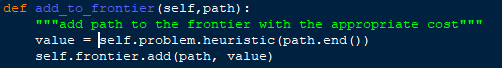 def add_to_frontier(self,path):
    """add path to the frontier with the appropriate cost"""
    value = self.problem.heuristic(path.end())
    self.frontier.add(path, value)